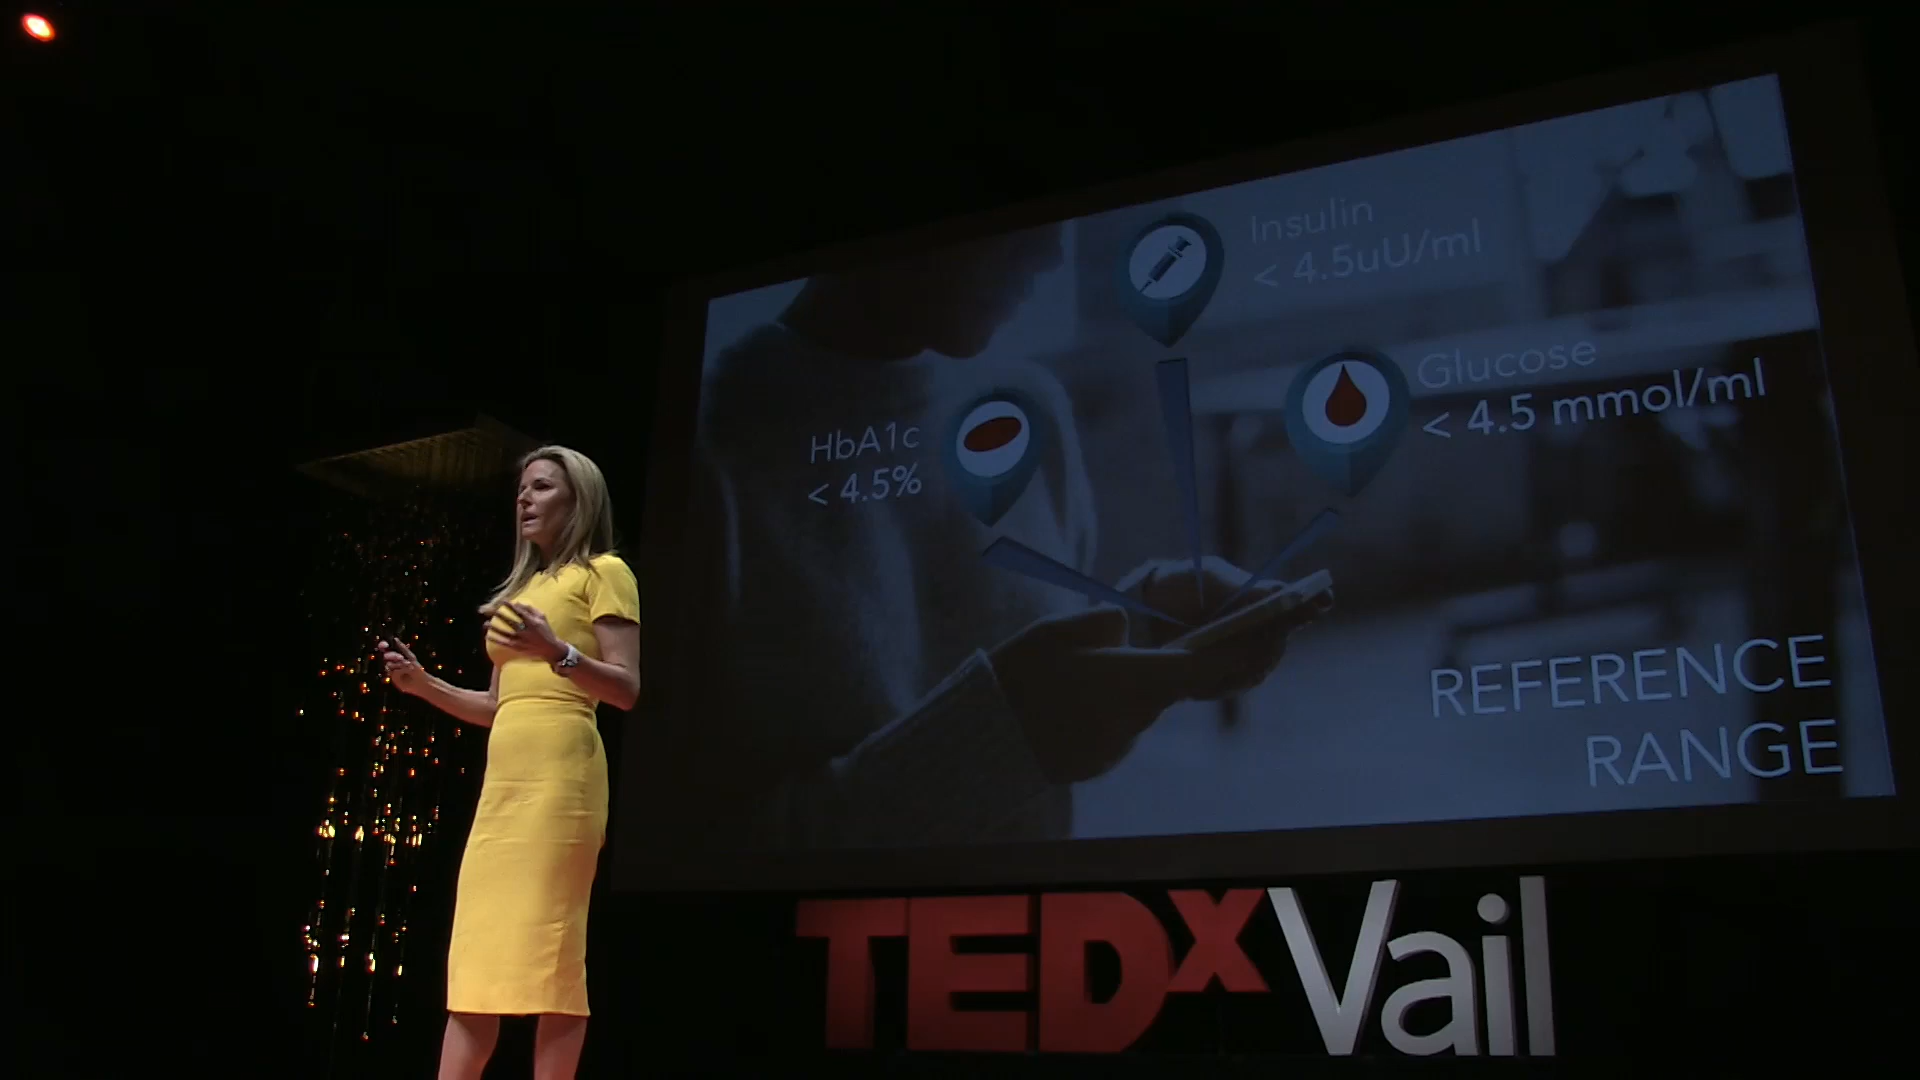 Insulin
< 4.5uU/ml
Glucose
< 4.5 mmol/ml
HbA1c
< 4.5%
REFERENCE
RANGE
TEDxVail